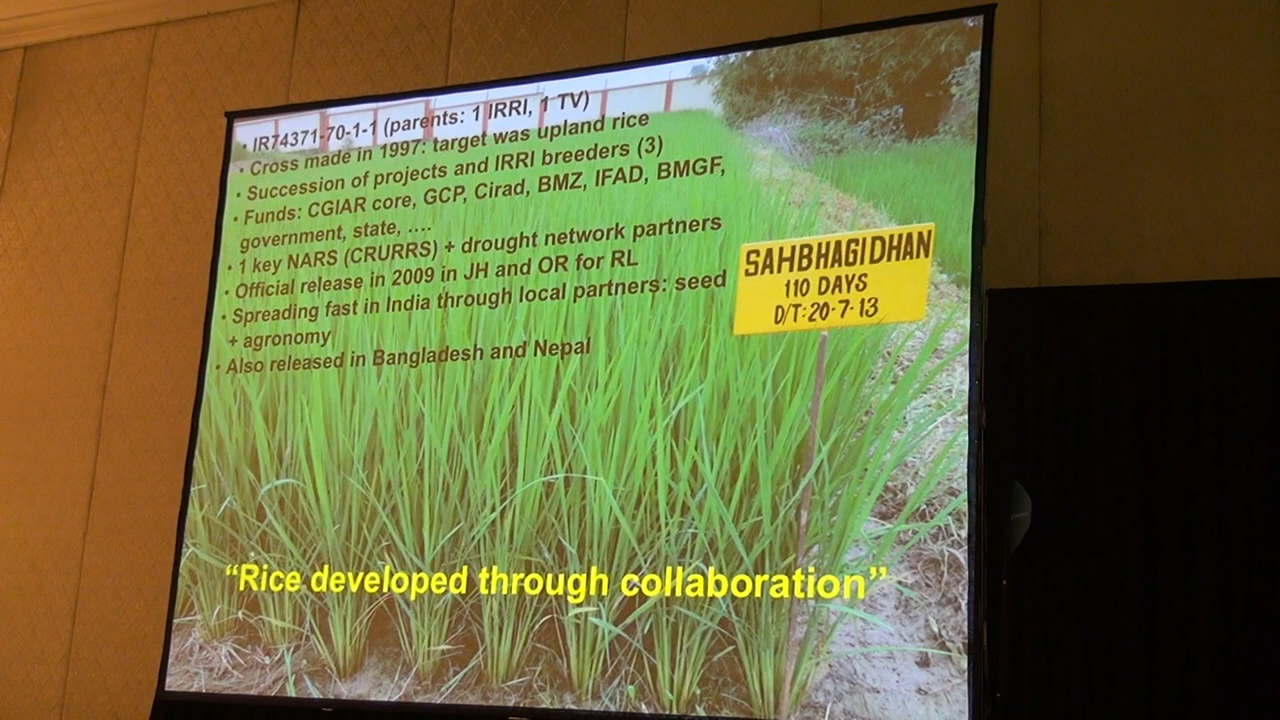 • IR74371-70-1-1 (parents: 1 IRRI, 1 TV)
• Cross made in 1997: target was upland rice
• Succession of projects and IRRI breeders (3)
• Funds: CGIAR core, GCP, Cirad, BMZ, IFAD, BMGF,
government, state, ....
• 1 key NARS (CRURRS) + drought network partners
• Official release in 2009 in JH and OR for RL
• Spreading fast in India through local partners: seed
+ agronomy
• Also released in Bangladesh and Nepal
SAHBHAGIDHAN
110 DAYS
D/T:20-7-13
“Rice developed through collaboration”